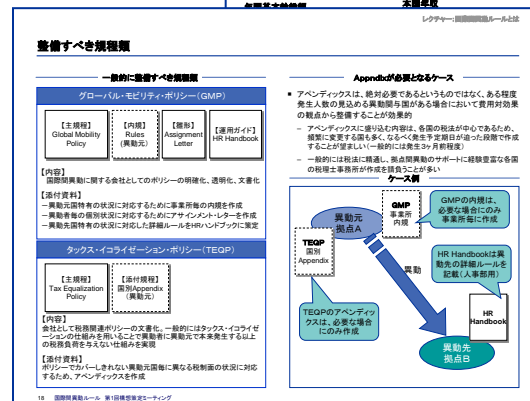 本国年収
レクチャー：国際間異動ルールとは
整備すべき規程類
一般的に整備すべき規程類
グローバル・モビリティ・ポリシー（GMP）
【主規程】
Global Mobility
Policy
【内規】
Rules
(異動元)
【雛形】
Assignment
Letter
【運用ガイド】
HR Handbook
【内容】
国際間異動に関する会社としてのポリシーの明確化、透明化、文書化
【添付資料】
－異動元国特有の状況に対応するために事業所毎の内規を作成
－異動者毎の個別状況に対応するためにアサインメント・レターを作成
－異動先国特有の状況に対応した詳細ルールをHRハンドブックに策定
タックス・イコライゼーション・ポリシー（TEQP）
【主規程】
Tax Equalization
Policy
【添付規程】
国別Appendix
（異動元）
【内容】
会社として税務関連ポリシーの文書化。一般的にはタックス・イコライゼ
ーションの仕組みを用いることで異動者に異動元で本来発生する以上
の税務負荷を与えない仕組みを実現
【添付資料】
ポリシーでカバーしきれない異動元国毎に異なる税制面の状況に対応
するため、アペンディックスを作成
Appndixが必要となるケース
■ アペンディックスは、絶対必要であるというものではなく、ある程度
発生人数の見込める異動間与国がある場合において費用対効果
の観点から整備することが効果的
－ アペンディックスに盛り込む内容は、各国の税法が中心であるため、
頻繁に変更する国も多く、なるべく発生予定期日が迫った段階で作成
することが望ましい（一般的には発生3ヶ月前程度）
－ 一般的には税法に精通し、拠点間異動のサポートに経験豊富な各国
の税理士事務所が作成を請負うことが多い
ケース例
異動元
拠点A
GMP
事業所
内規
GMPの内規は、
必要な場合にのみ
事業所毎に作成
TEQP
国別
Appendix
異動
HR Handbookは異
動先の詳細ルールを
記載（人事部用）
TEQPのアペンディッ
クスは、必要な場合
にのみ作成
HR
Handbook
異動先
拠点B
18 国際間異動ルール 第1回構想策定ミーティング